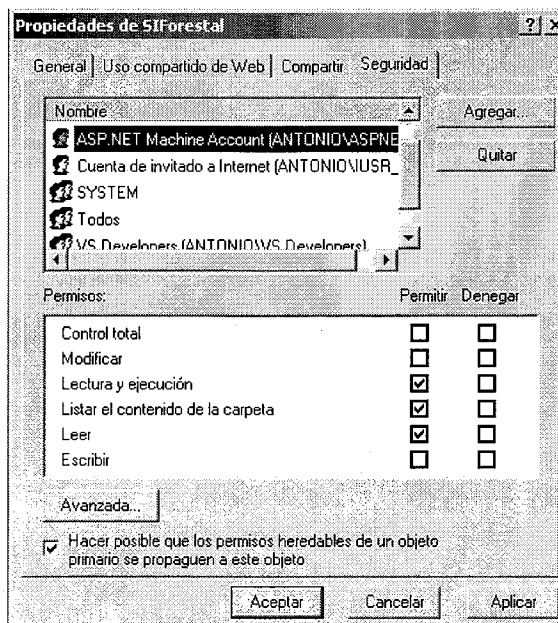 Propiedades de SIForestal
General Uso compartido de Web Compartir Seguridad
Nombre
Agregar...
ASP.NET Machine Account (ANTONIO\ASPNE
Cuenta de invitado a Internet (ANTONIO\IUSR_
Quitar
SYSTEM
Todos
VS Developers (ANTONIO\VS Developers)
Permisos: Permitir Denegar
Control total
Modificar
Lectura y ejecución
Listar el contenido de la carpeta
Leer
Escribir
Avanzada...
Hacer posible que los permisos heredables de un objeto
primario se propaguen a este objeto
Aceptar Cancelar Aplicar